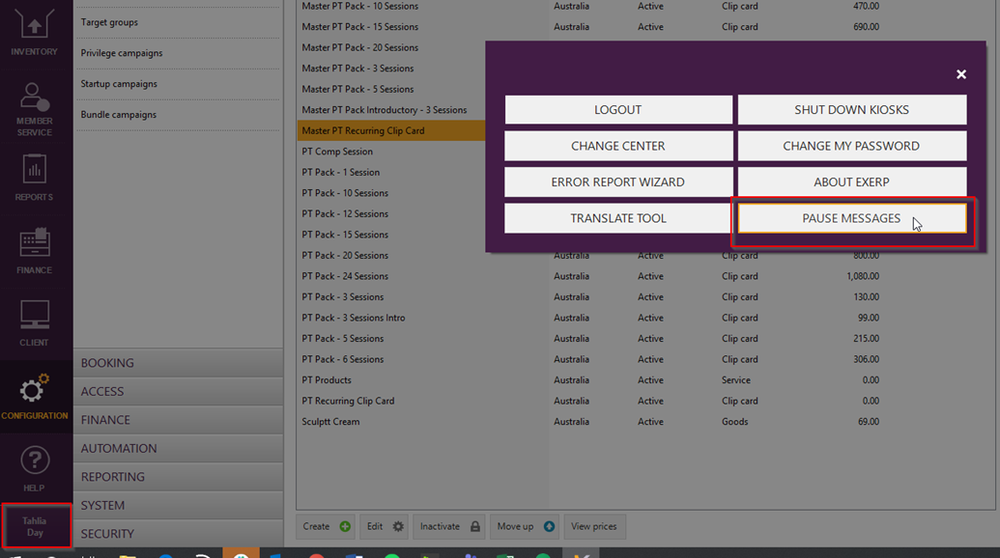 INVENTORY
MEMBER
SERVICE
REPORTS
FINANCE
CLIENT
CONFIGURATION
?
HELP
Tahlia
Day
Target groups
Privilege campaigns
Startup campaigns
Bundle campaigns
BOOKING
ACCESS
FINANCE
AUTOMATION
REPORTING
SYSTEM
SECURITY
Master PT Pack - 10 Sessions Australia Active Clip card 470.00
Master PT Pack - 15 Sessions Australia Active Clip card 690.00
Master PT Pack - 20 Sessions
Master PT Pack - 3 Sessions
Master PT Pack - 5 Sessions
Master PT Pack Introductory - 3 Sessions
Master PT Recurring Clip Card
PT Comp Session
PT Pack - 1 Session
PT Pack - 10 Sessions
PT Pack - 12 Sessions
PT Pack - 15 Sessions
PT Pack - 20 Sessions Australia Active Clip card 800.00
PT Pack - 24 Sessions Australia Active Clip card 1,080.00
PT Pack - 3 Sessions Australia Active Clip card 130.00
PT Pack - 3 Sessions Intro Australia Active Clip card 99.00
PT Pack - 5 Sessions Australia Active Clip card 215.00
PT Pack - 6 Sessions Australia Active Clip card 306.00
PT Products Australia Active Service 0.00
PT Recurring Clip Card Australia Active Clip card 0.00
Sculptt Cream Australia Active Goods 69.00
LOGOUT SHUT DOWN KIOSKS
CHANGE CENTER CHANGE MY PASSWORD
ERROR REPORT WIZARD ABOUT EXERP
TRANSLATE TOOL PAUSE MESSAGES
Create Edit Inactivate Move up View prices